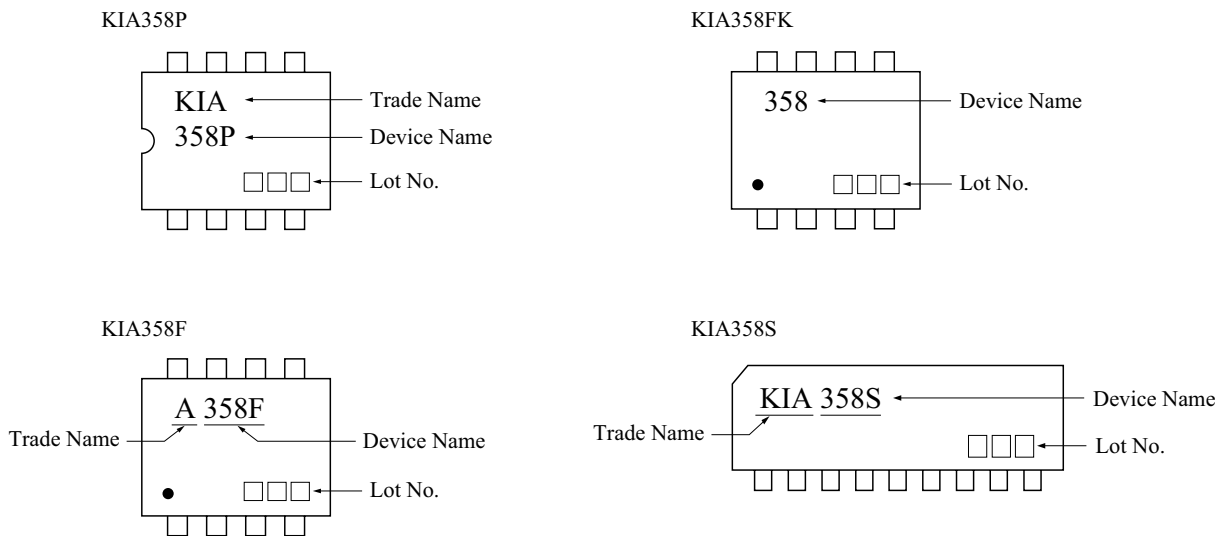 KIA358P
KIA
Trade Name
358P
Device Name
Lot No.
KIA358FK
358
Device Name
Lot No.
KIA358F
A 358F
Trade Name
Device Name
Lot No.
KIA358S
KIA 358S
Device Name
Trade Name
Lot No.